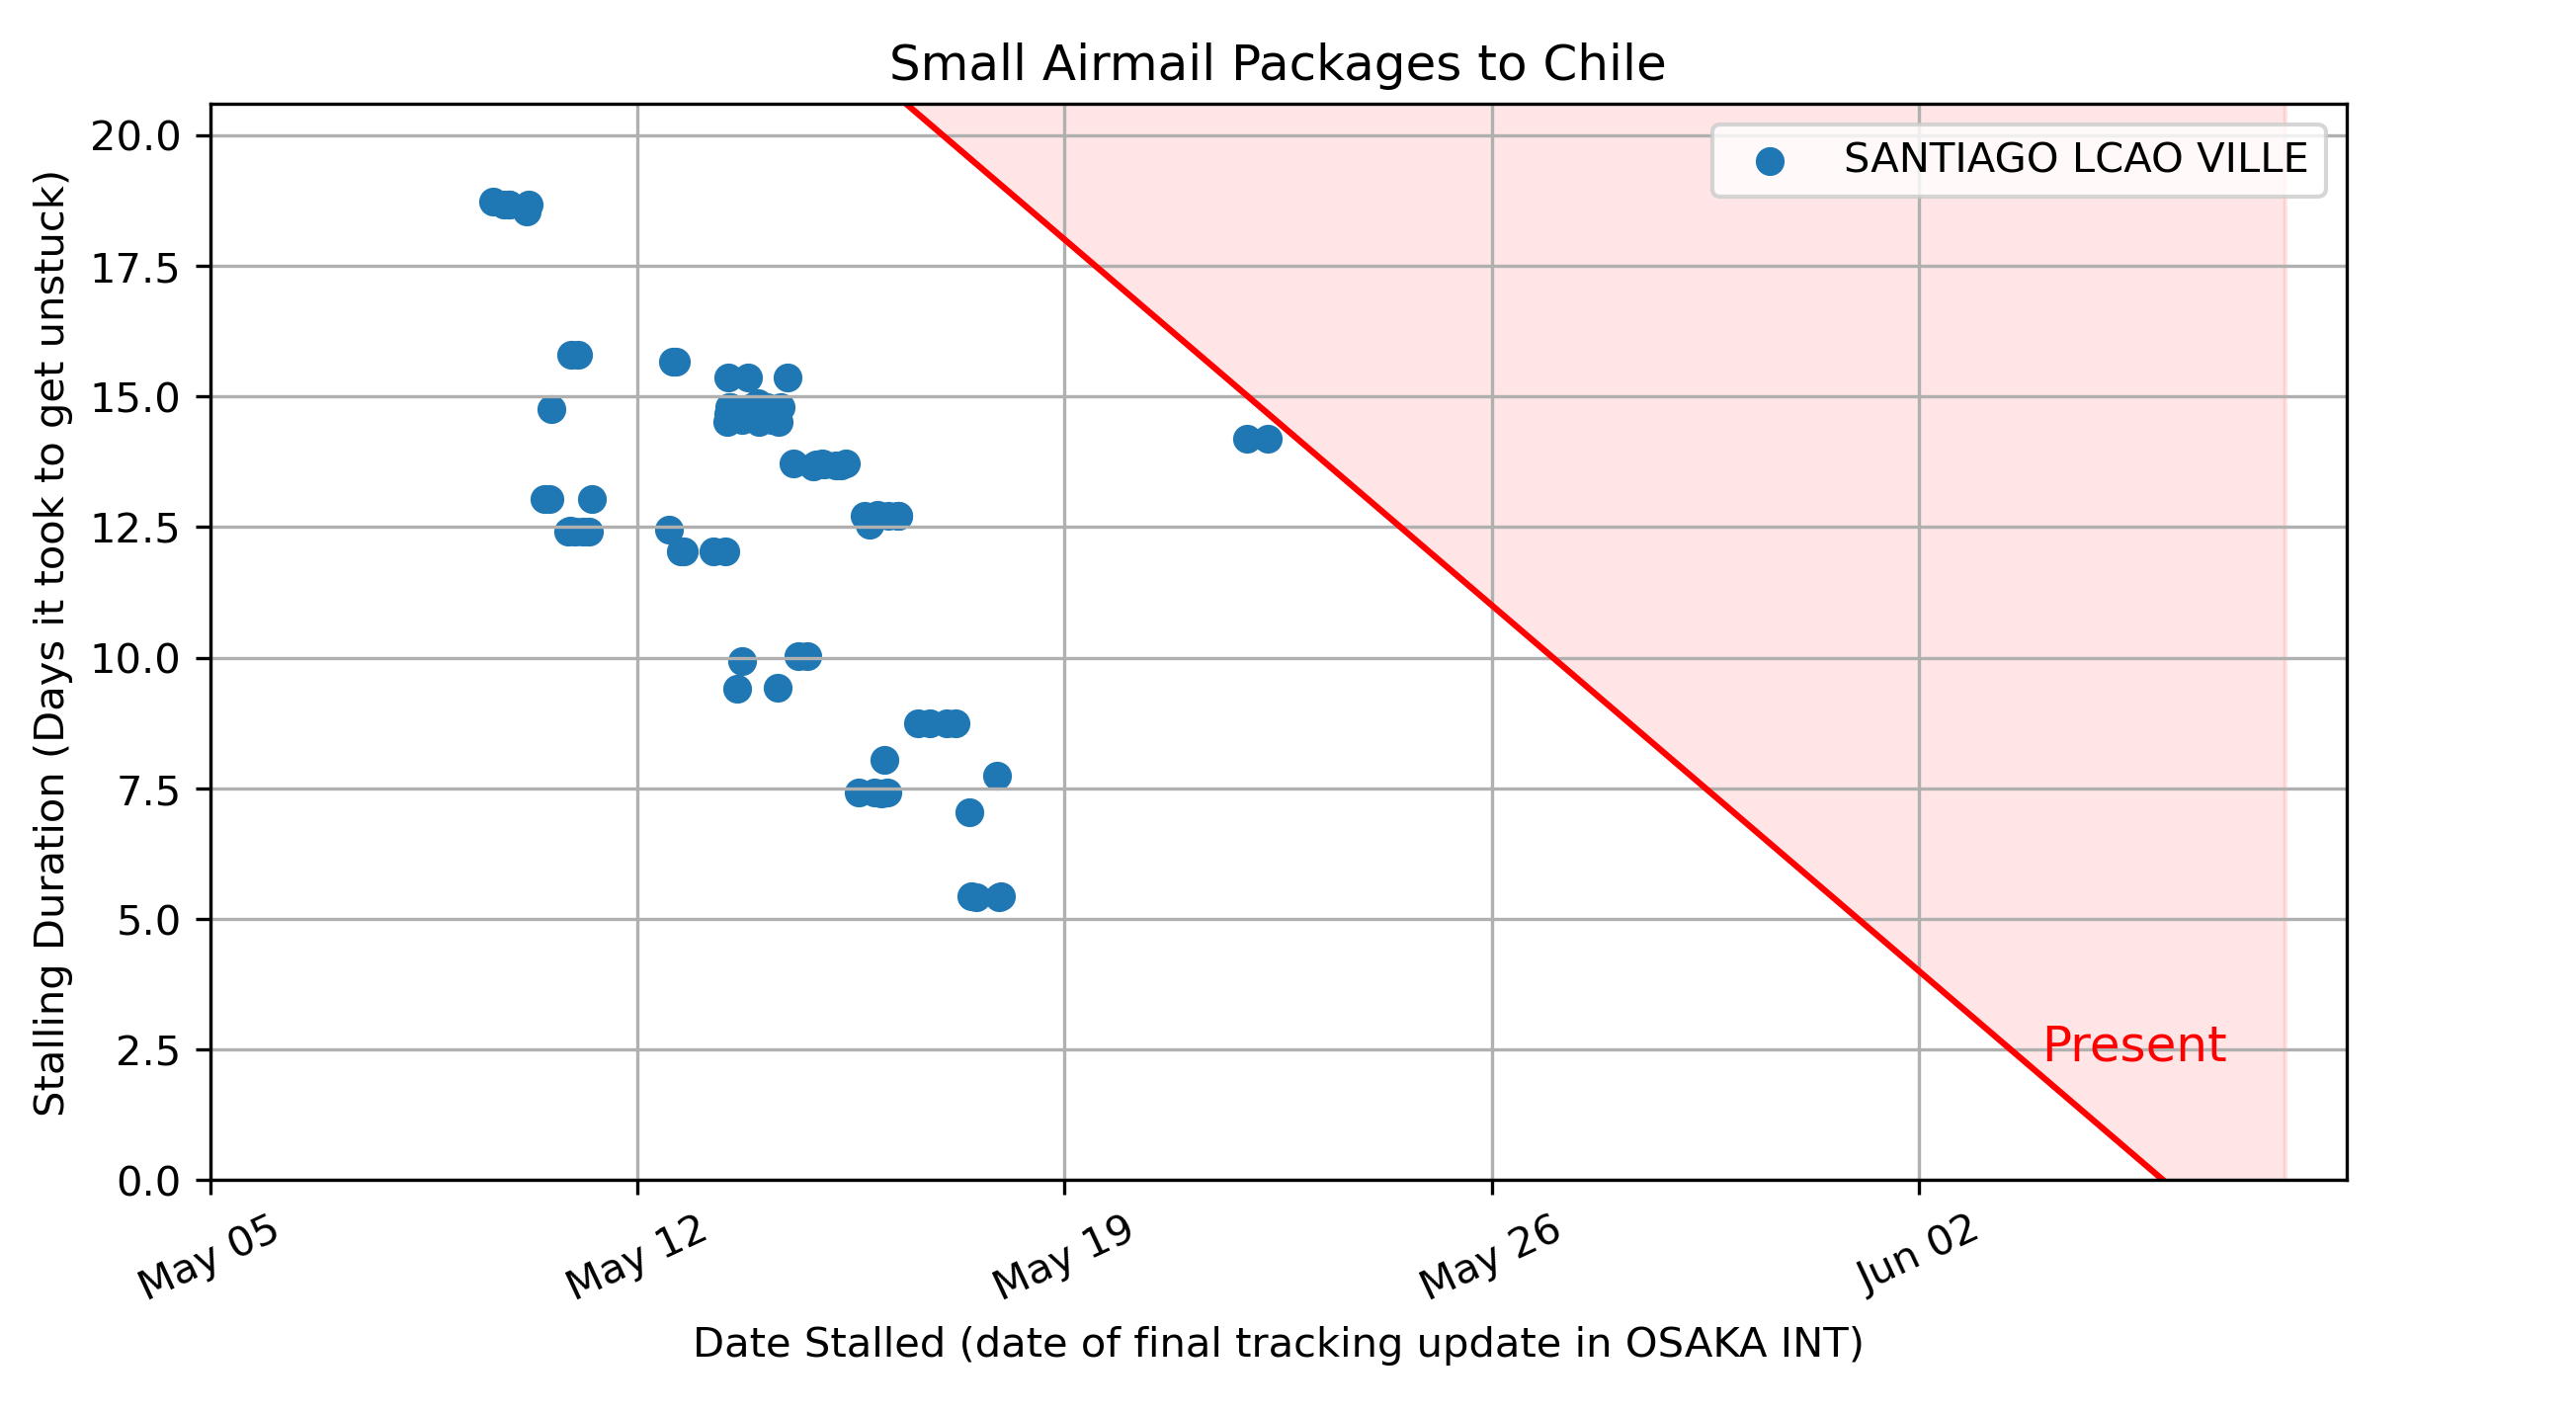 Small Airmail Packages to Chile
Stalling Duration (Days it took to get unstuck)
20.0
17.5
15.0
12.5
10.0
7.5
5.0
2.5
0.0
SANTIAGO LCAO VILLE
Present
May 05
May 12
May 19
May 26
Jun 02
Date Stalled (date of final tracking update in OSAKA INT)